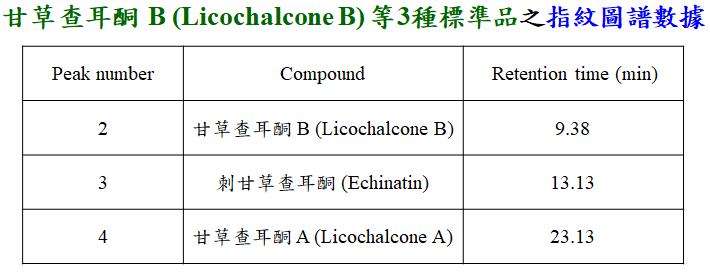 甘草查耳酮 B (Licochalcone B) 等3種標準品之指紋圖譜數據
Peak number Compound Retention time (min)
2 甘草查耳酮 B (Licochalcone B) 9.38
3 刺甘草查耳酮 (Echinatin) 13.13
4 甘草查耳酮 A (Licochalcone A) 23.13